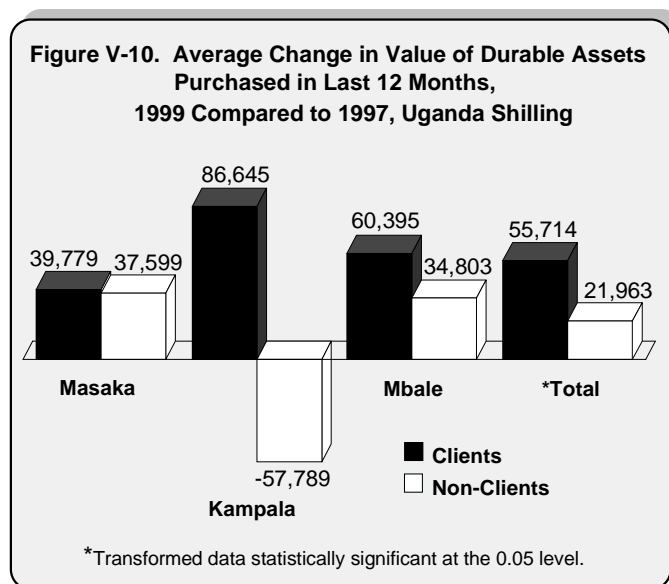 Figure V-10. Average Change in Value of Durable Assets
Purchased in Last 12 Months,
1999 Compared to 1997, Uganda Shilling
86,645
60,395
55,714
39,779 37,599
34,803
21,963
Masaka
Mbale
*Total
Clients
Non-Clients
-57,789
Kampala
*Transformed data statistically significant at the 0.05 level.